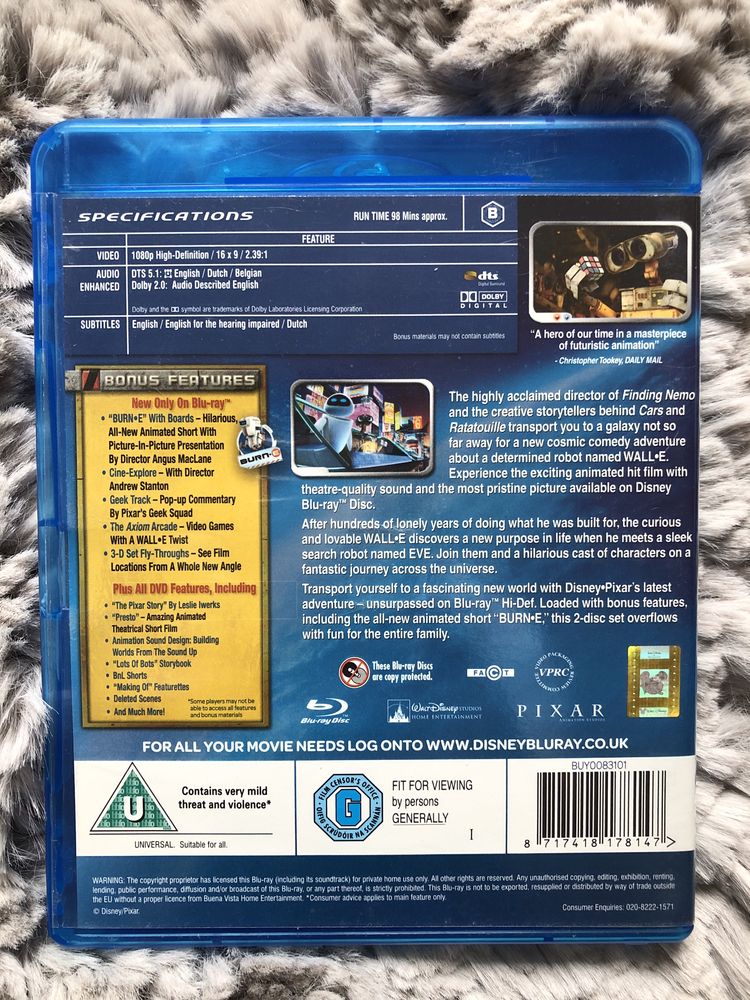 SPECIFICATIONS
RUN TIME 98 Mins approx.
B
FEATURE
VIDEO 1080p High-Definition / 16 x 9 / 2.39:1
AUDIO DTS 5.1: English / Dutch / Belgian
ENHANCED Dolby 2.0: Audio Described English
dts
Digital Surround
DOLBY
DIGITAL
Dolby and the symbol are trademarks of Dolby Laboratories Licensing Corporation
SUBTITLES English / English for the hearing impaired / Dutch
Bonus materials may not contain subtitles
"A hero of our time in a masterpiece
of futuristic animation"
- Christopher Tookey, DAILY MAIL
BONUS FEATURES
New Only On Blu-ray™
• "BURN•E" With Boards – Hilarious,
All-New Animated Short With
Picture-In-Picture Presentation
By Director Angus MacLane
• Cine-Explore – With Director
Andrew Stanton
• Geek Track – Pop-up Commentary
By Pixar's Geek Squad
• The Axiom Arcade – Video Games
With A WALL•E Twist
• 3-D Set Fly-Throughs – See Film
Locations From A Whole New Angle
Plus All DVD Features, Including
• "The Pixar Story" By Leslie Iwerks
• "Presto" – Amazing Animated
Theatrical Short Film
• Animation Sound Design: Building
Worlds From The Sound Up
• "Lots Of Bots" Storybook
• BnL Shorts
• "Making Of" Featurettes
• Deleted Scenes
• And Much More!
*Some players may not be
able to access all features
and bonus materials
BURN-E
The highly acclaimed director of Finding Nemo
and the creative storytellers behind Cars and
Ratatouille transport you to a galaxy not so
far away for a new cosmic comedy adventure
about a determined robot named WALL•E.
Experience the exciting animated hit film with
theatre-quality sound and the most pristine picture available on Disney
Blu-ray™ Disc.
After hundreds of lonely years of doing what he was built for, the curious
and lovable WALL•E discovers a new purpose in life when he meets a sleek
search robot named EVE. Join them and a hilarious cast of characters on a
fantastic journey across the universe.
Transport yourself to a fascinating new world with Disney•Pixar's latest
adventure – unsurpassed on Blu-ray™ Hi-Def. Loaded with bonus features,
including the all-new animated short "BURN•E," this 2-disc set overflows
with fun for the entire family.
These Blu-ray Discs
are copy protected.
FACT
VIDEO PACKAGING
VPRC
REVIEW COMMITTEE
Blu-ray Disc
WALT DISNEY STUDIOS
HOME ENTERTAINMENT
PIXAR
ANIMATION STUDIOS
FOR ALL YOUR MOVIE NEEDS LOG ONTO WWW.DISNEYBLURAY.CO.UK
U
Contains very mild
threat and violence*
UNIVERSAL. Suitable for all.
FILM CENSOR'S OFFICE
G
OIFIG SCRÚDÓIR NA SCANNÁN
FIT FOR VIEWING
by persons
GENERALLY
I
BUY0083101
8 717418 178147 >
WARNING: The copyright proprietor has licensed this Blu-ray (including its soundtrack) for private home use only. All other rights are reserved. Any unauthorised copying, editing, exhibition, renting,
lending, public performance, diffusion and/or broadcast of this Blu-ray, or any part thereof, is strictly prohibited. This Blu-ray is not to be exported, resupplied or distributed by way of trade outside
the EU without a proper licence from Buena Vista Home Entertainment. *Consumer advice applies to main feature only.
© Disney/Pixar.
Consumer Enquiries: 020-8222-1571